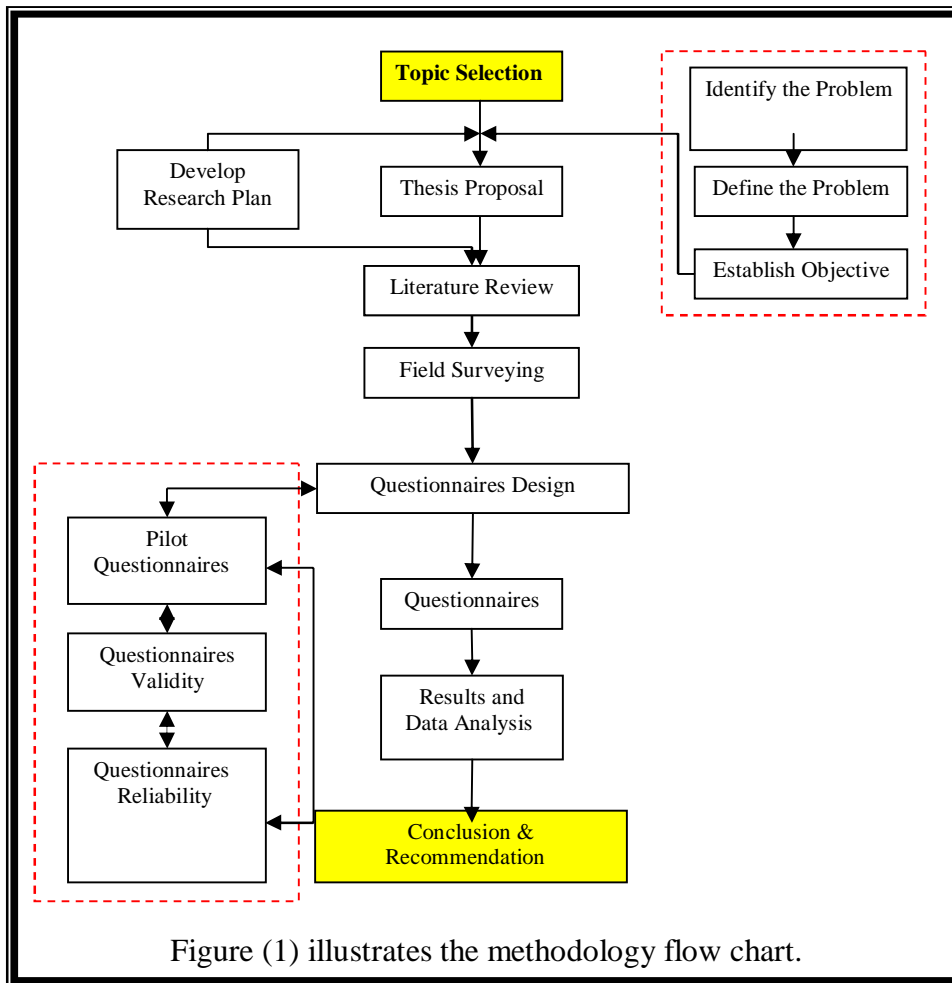 Topic Selection
Identify the Problem
Develop
Research Plan
Thesis Proposal
Define the Problem
Literature Review
Establish Objective
Field Surveying
Questionnaires Design
Pilot
Questionnaires
Questionnaires
Questionnaires
Validity
Results and
Data Analysis
Questionnaires
Reliability
Conclusion &
Recommendation
Figure (1) illustrates the methodology flow chart.